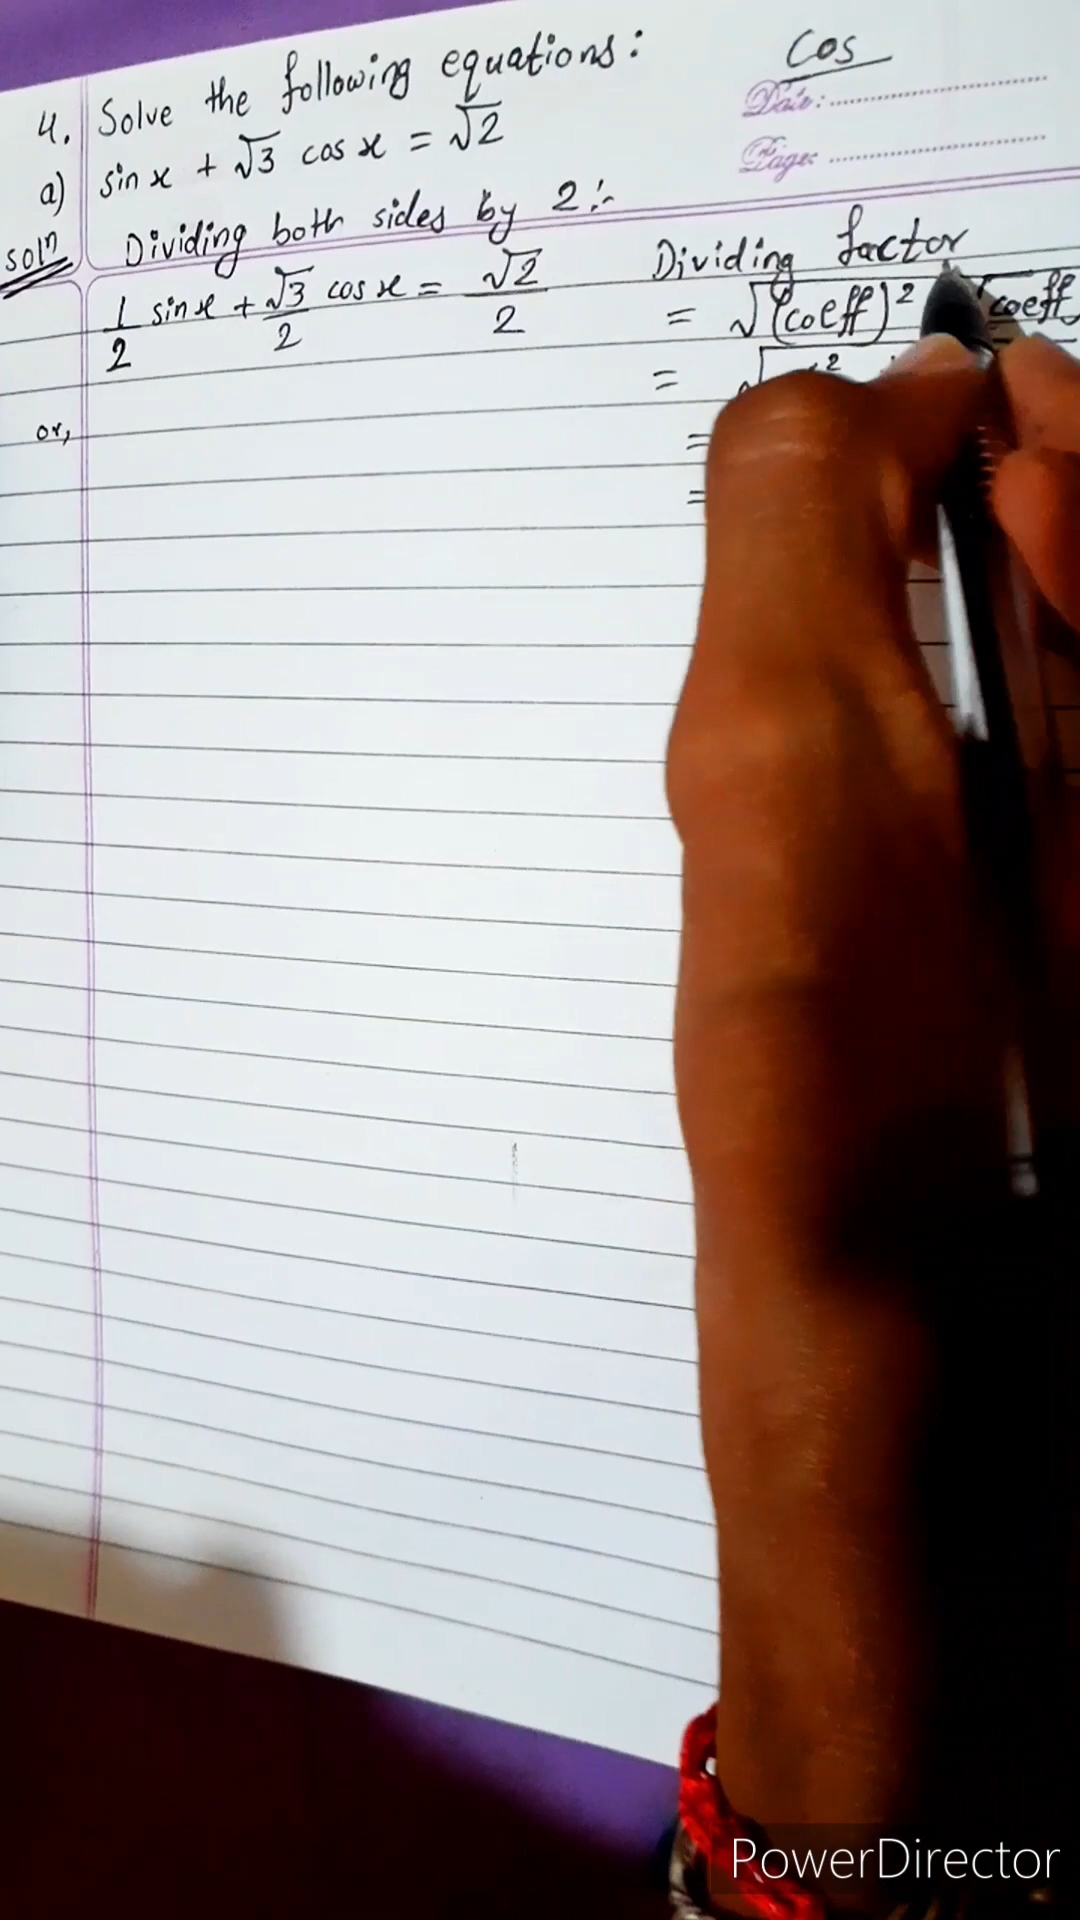 Cos
4. Solve the following equations:
Date:
a) sin x + √3 cos x = √2
Page:
soln Dividing both sides by 2:-
Dividing factor
1/2 sin x + √3/2 cos x = √2/2
= √(coeff)² coeff
= ²
or,
=
=
PowerDirector